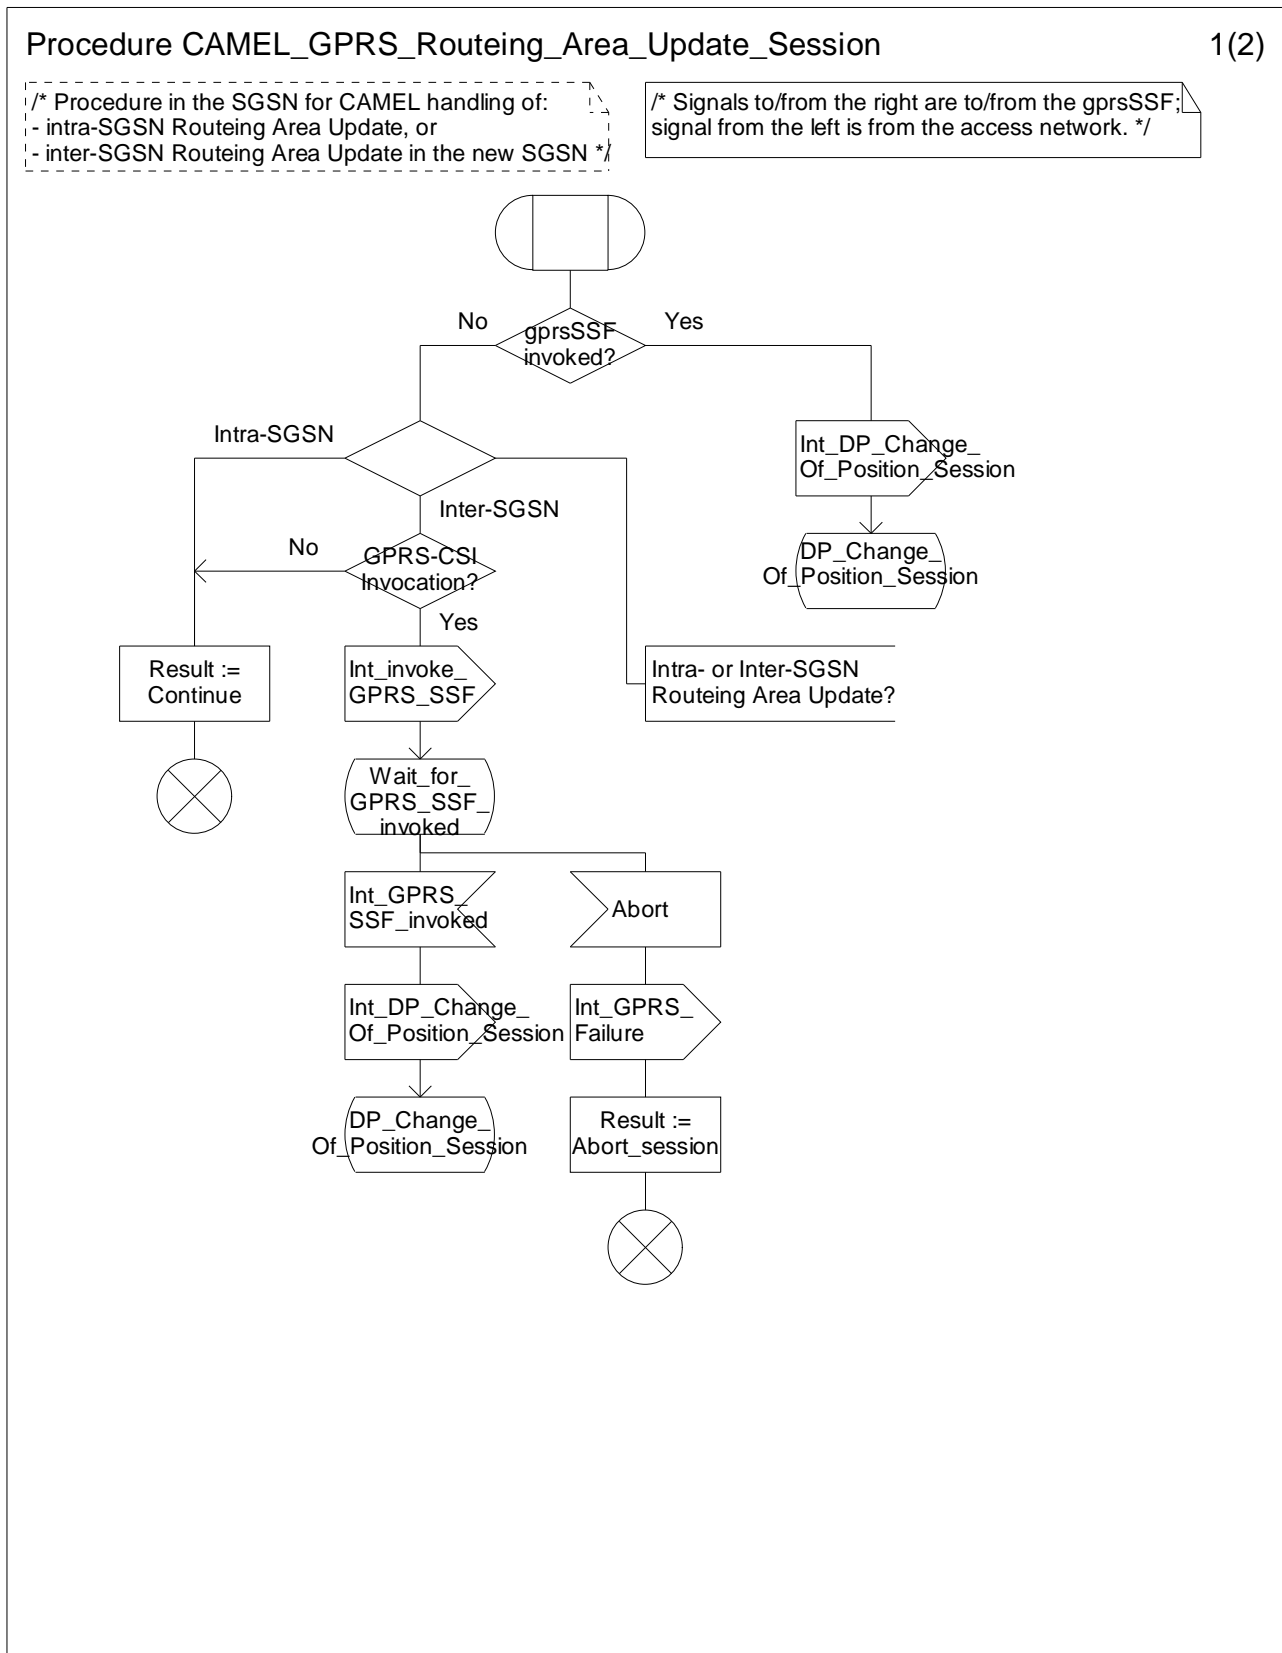 Procedure CAMEL_GPRS_Routeing_Area_Update_Session
1(2)
/* Procedure in the SGSN for CAMEL handling of:
- intra-SGSN Routeing Area Update, or
- inter-SGSN Routeing Area Update in the new SGSN */
/* Signals to/from the right are to/from the gprsSSF;
signal from the left is from the access network. */
No
gprsSSF
invoked?
Yes
Intra-SGSN
Int_DP_Change_
Of_Position_Session
Inter-SGSN
No
GPRS-CSI
Invocation?
DP_Change_
Of_Position_Session
Yes
Result :=
Continue
Int_invoke_
GPRS_SSF
Intra- or Inter-SGSN
Routeing Area Update?
Wait_for_
GPRS_SSF_
invoked
Int_GPRS_
SSF_invoked
Abort
Int_DP_Change_
Of_Position_Session
Int_GPRS_
Failure
DP_Change_
Of_Position_Session
Result :=
Abort_session